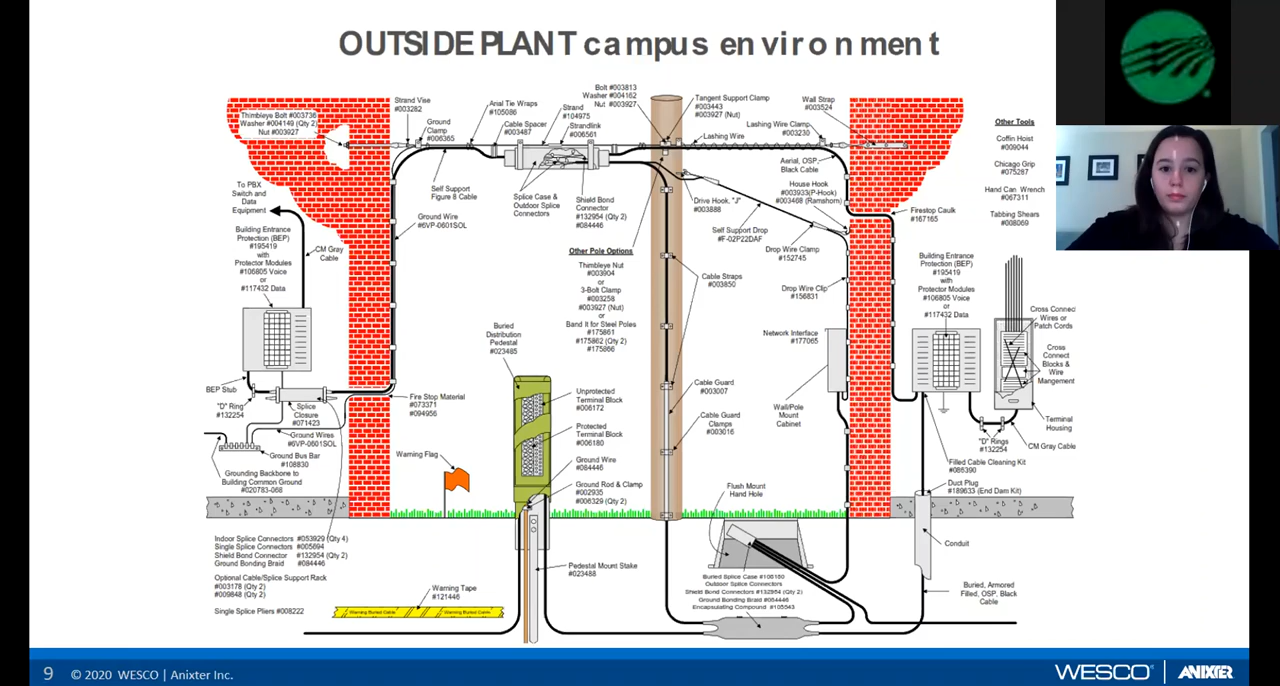 OUTSIDE PLANT campus environment
Thimbleye Bolt #003736
Washer #004149 (Qty 2)
Nut #003927
Strand Vise
#003282
Ground
Clamp
#006365
Arial Tie Wraps
#105086
Cable Spacer
#003487
Strand
#104975
Strandlink
#006561
Bolt #003813
Washer #004162
Nut #003927
Tangent Support Clamp
#003443
#003927 (Nut)
Lashing Wire
Lashing Wire Clamp
#003230
Wall Strap
#003524
Other Tools
Coffin Hoist
#009044
Chicago Grip
#075287
Hand Can Wrench
#067311
Tabbing Shears
#008069
To PBX
Switch and
Data
Equipment
Building Entrance
Protection (BEP)
#195419
with
Protector Modules
#106805 Voice
or
#117432 Data
CM Gray
Cable
Self Support
Figure 8 Cable
Ground Wire
#6VP-0601SOL
Splice Case &
Outdoor Splice
Connectors
Shield Bond
Connector
#132954 (Qty 2)
#084446
Aerial, OSP,
Black Cable
House Hook
#003933(P-Hook)
#003468 (Ramshorn)
Drive Hook, "J"
#003888
Self Support Drop
#F-02P22DAF
Drop Wire Clamp
#152745
Drop Wire Clip
#156831
Firestop Caulk
#167165
Other Pole Options
Thimbleye Nut
#003904
or
3-Bolt Clamp
#003258
#003927 (Nut)
or
Band It for Steel Poles
#175861
#175862 (Qty 2)
#175866
Cable Straps
#003850
Network Interface
#177065
Building Entrance
Protection (BEP)
#195419
with
Protector Modules
#106805 Voice
or
117432 Data
Cross Connect
Wires or
Patch Cords
Cross
Connect
Blocks &
Wire
Mangement
Buried
Distribution
Pedestal
#023485
BEP Stub
"D" Ring
#132254
Splice
Closure
#071423
Ground Wires
#6VP-0601SOL
Ground Bus Bar
#108830
Grounding Backbone to
Building Common Ground
#020783-068
Fire Stop Material
#073371
#094956
Warning Flag
Unprotected
Terminal Block
#006172
Protected
Terminal Block
#006180
Ground Wire
#084446
Ground Rod & Clamp
#002935
#006329 (Qty 2)
Cable Guard
#003007
Cable Guard
Clamps
#003016
Wall/Pole
Mount
Cabinet
Flush Mount
Hand Hole
"D" Rings
#132254
Terminal
Housing
CM Gray Cable
Filled Cable Cleaning Kit
#086390
Duct Plug
#189633 (End Dam Kit)
Conduit
Buried, Armored
Filled, OSP, Black
Cable
Indoor Splice Connectors #053929 (Qty 4)
Single Splice Connectors #005694
Shield Bond Connector #132954 (Qty 2)
Ground Bonding Braid #084446
Optional Cable/Splice Support Rack
#003178 (Qty 2)
#009848 (Qty 2)
Single Splice Pliers #008222
Warning Tape
#121446
Warning Buried Cable
Warning Buried Cable
Pedestal Mount Stake
#023488
Buried Splice Case #106160
Outdoor Splice Connectors
Shield Bond Connectors #132954 (Qty 2)
Ground Bonding Braid #084446
Encapsulating Compound #105543
9 © 2020 WESCO | Anixter Inc.
WESCO | ANIXTER